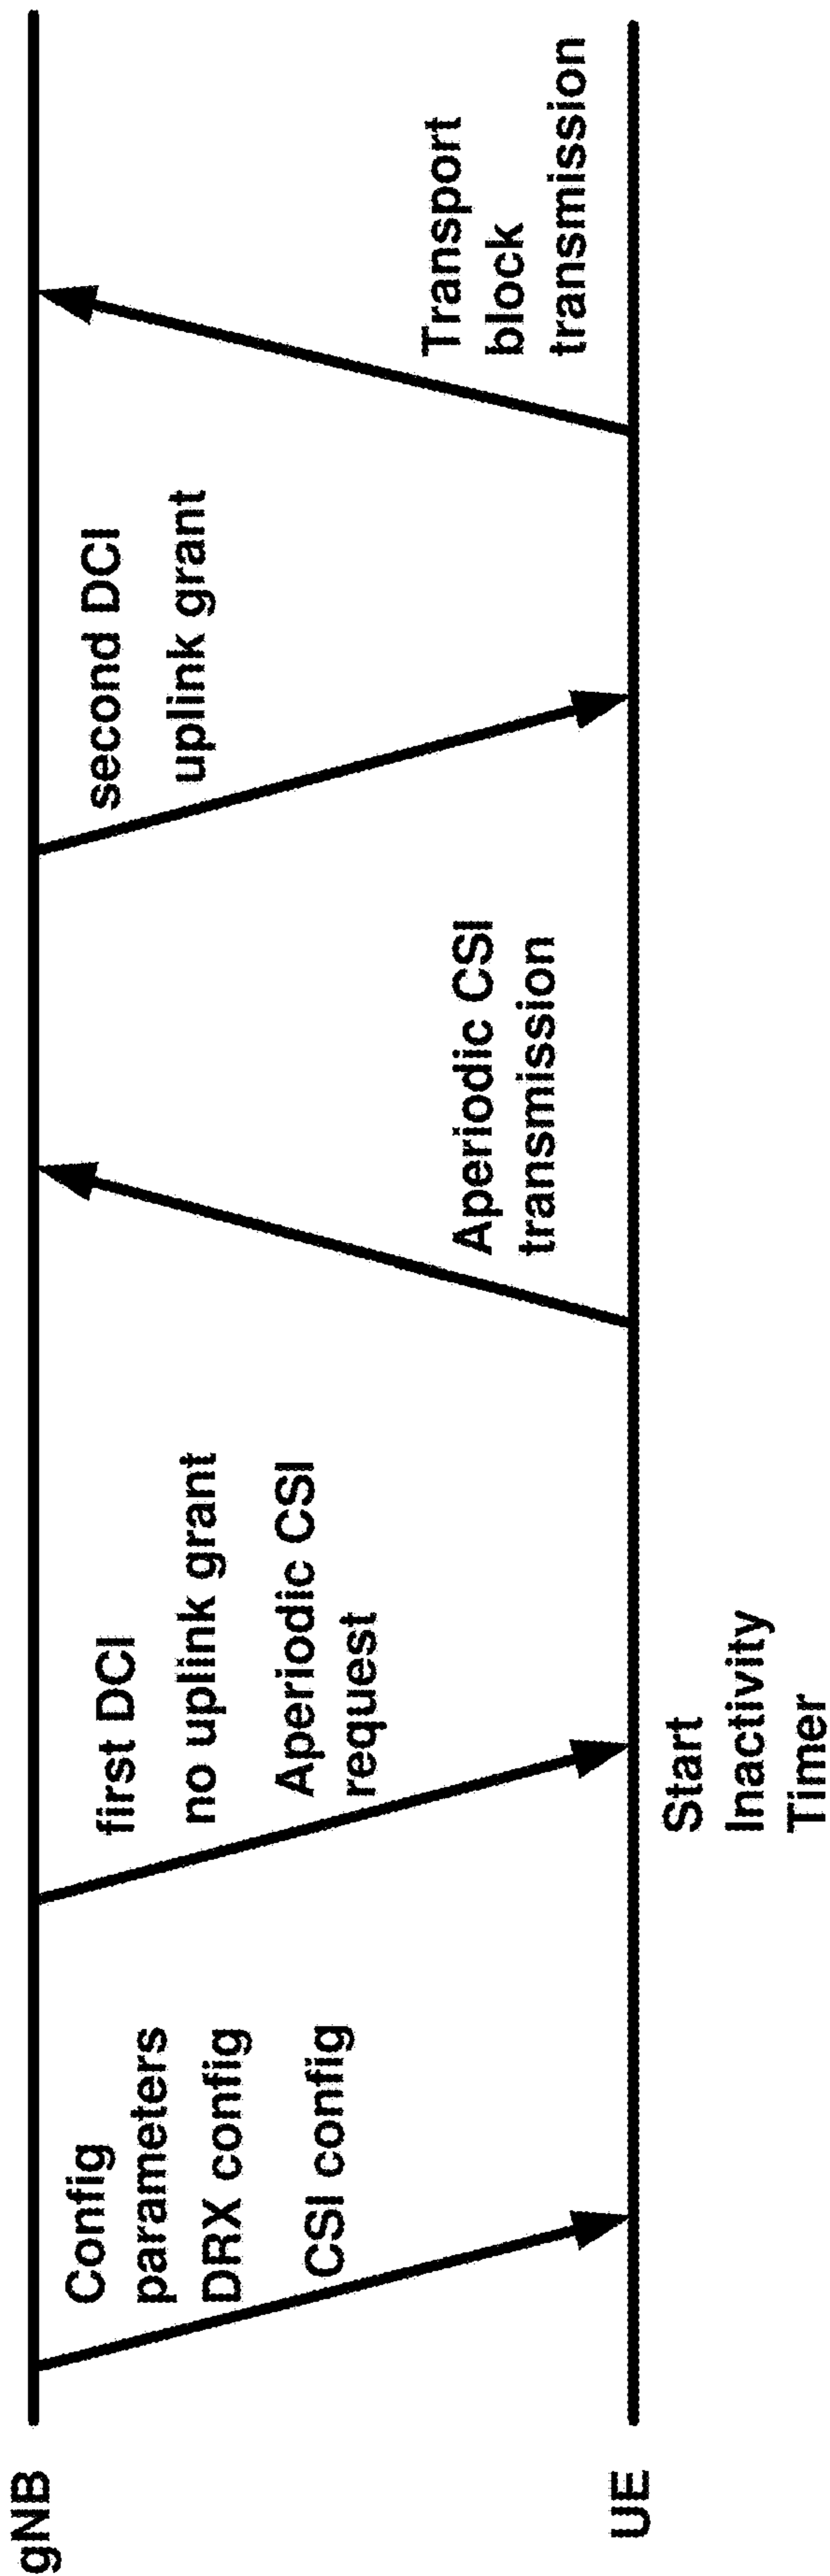 gNB
Config
parameters
DRX config
CSI config
first DCI
no uplink grant
Aperiodic CSI
request
second DCI
uplink grant
Aperiodic CSI
transmission
Transport
block
transmission
UE
Start
Inactivity
Timer